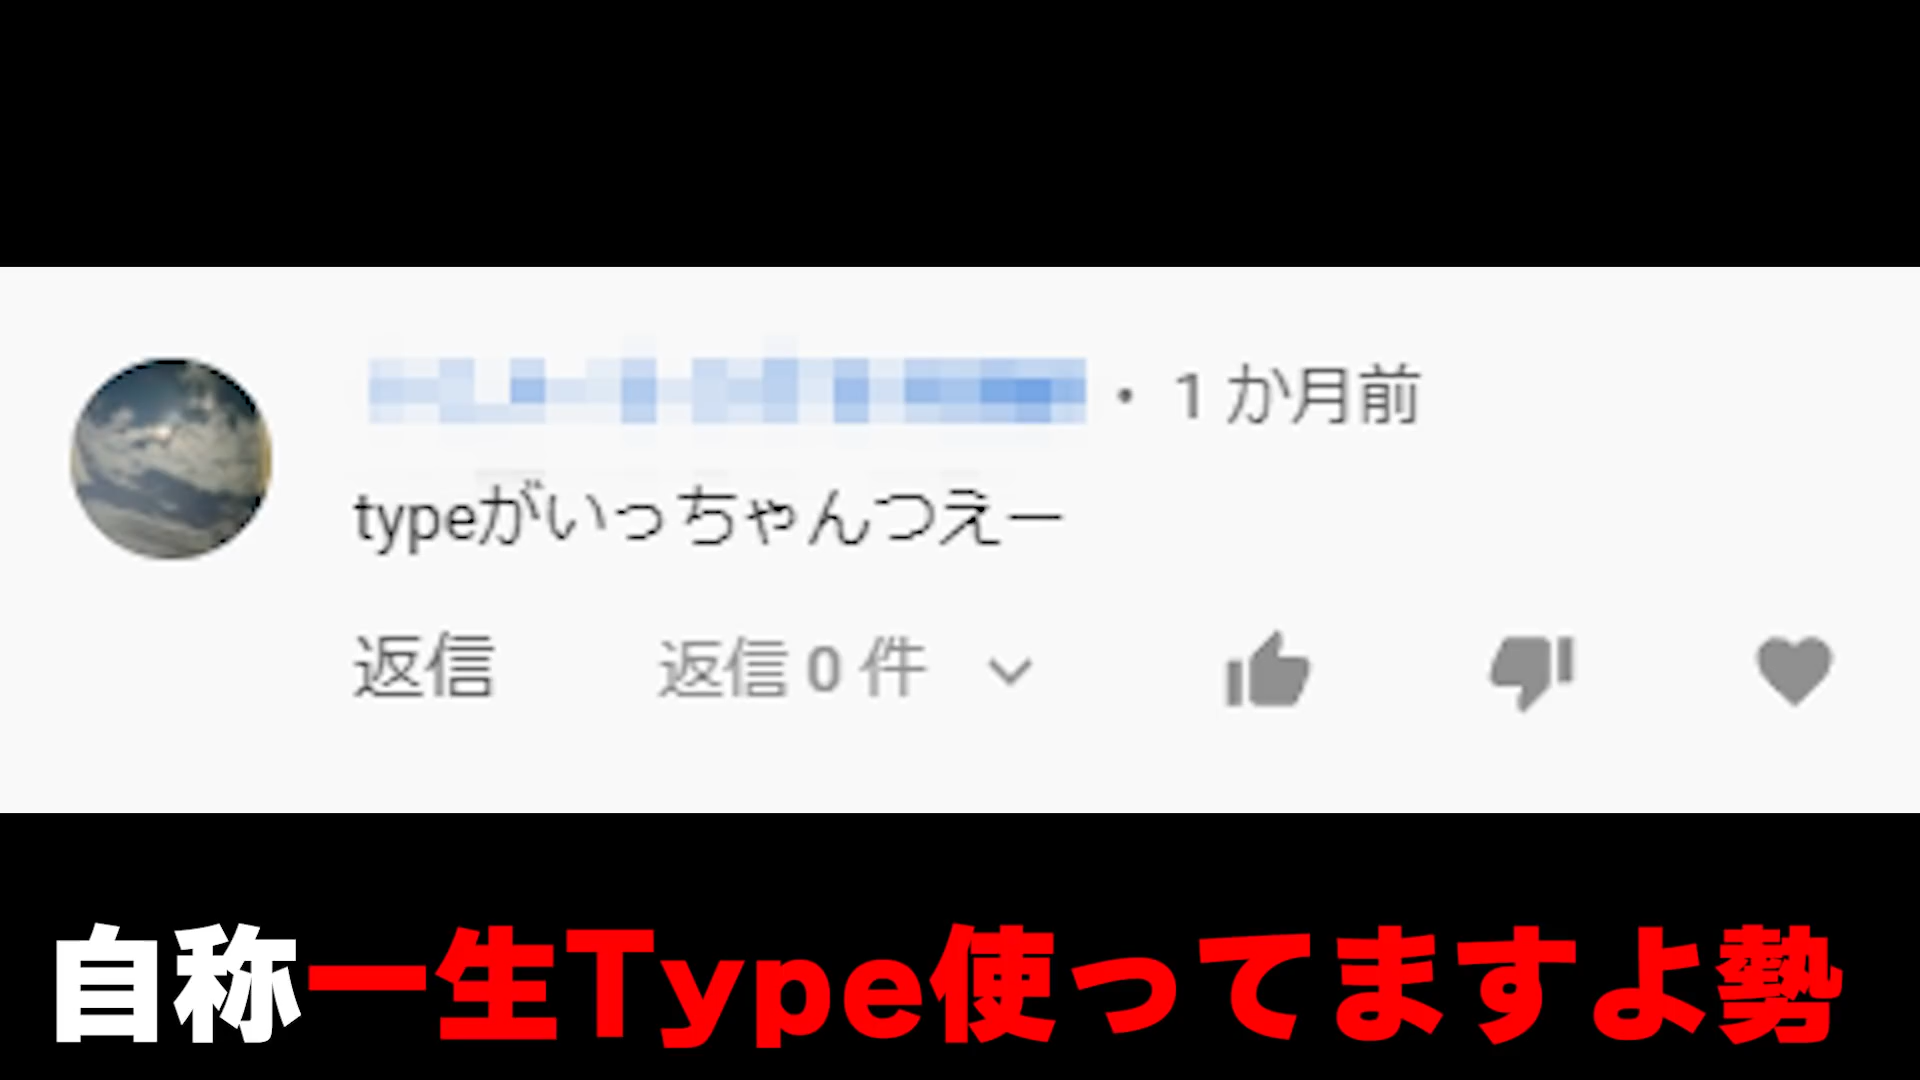 ・ 1 か月前
typeがいっちゃんつえー
返信 返信 0 件
自称一生Type使ってますよ勢